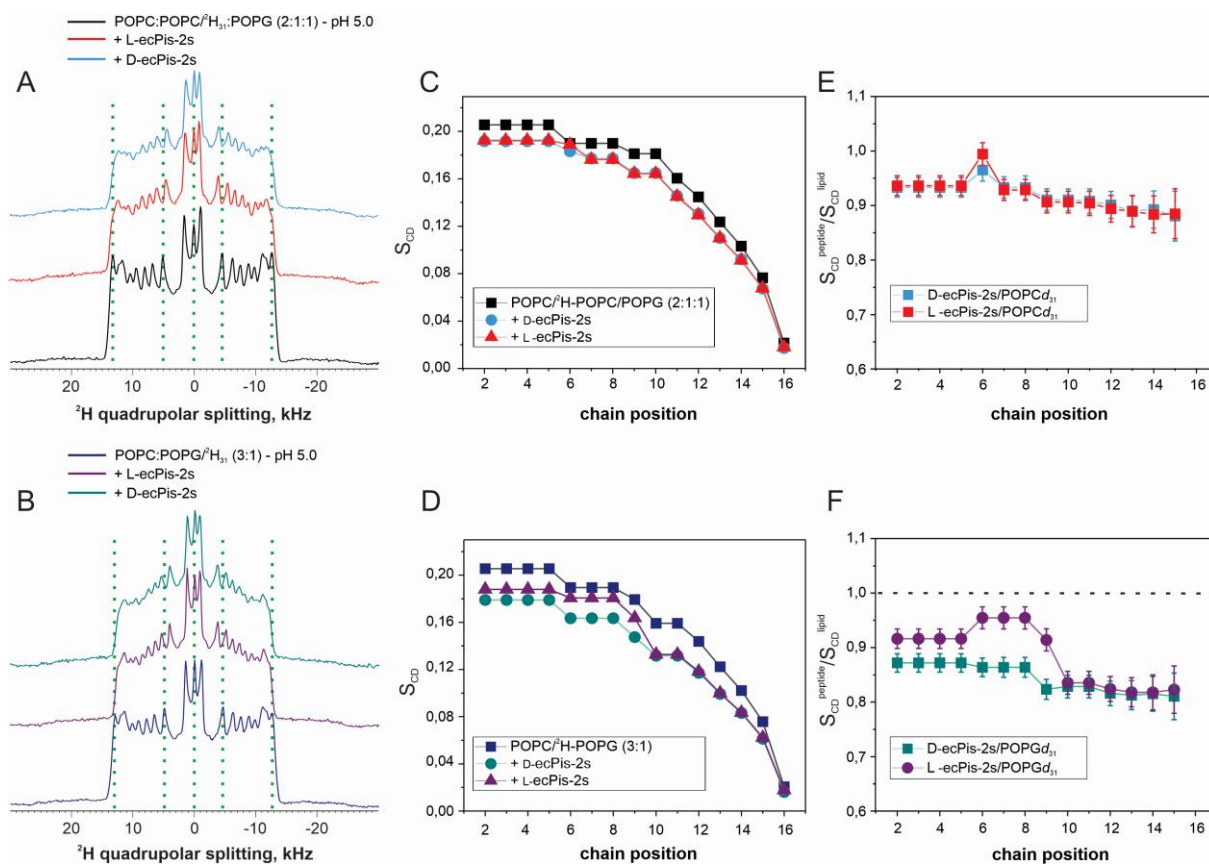 POPC:POPC/²H₃₁:POPG (2:1:1) - pH 5.0
+ L-ecPis-2s
+ D-ecPis-2s
A
20 10 0 -10 -20
²H quadrupolar splitting, kHz
C
S_CD
0,20
0,16
0,12
0,08
0,04
0,00
POPC/²H-POPC/POPG (2:1:1)
+ D-ecPis-2s
+ L-ecPis-2s
2 4 6 8 10 12 14 16
chain position
E
S_CD^peptide/S_CD^lipid
1,1
1,0
0,9
0,8
0,7
0,6
D-ecPis-2s/POPCd₃₁
L -ecPis-2s/POPCd₃₁
2 4 6 8 10 12 14 16
chain position
POPC:POPG/²H₃₁ (3:1) - pH 5.0
+ L-ecPis-2s
+ D-ecPis-2s
B
20 10 0 -10 -20
²H quadrupolar splitting, kHz
D
S_CD
0,20
0,16
0,12
0,08
0,04
0,00
POPC/²H-POPG (3:1)
+ D-ecPis-2s
+ L-ecPis-2s
2 4 6 8 10 12 14 16
chain position
F
S_CD^peptide/S_CD^lipid
1,1
1,0
0,9
0,8
0,7
0,6
D-ecPis-2s/POPGd₃₁
L -ecPis-2s/POPGd₃₁
2 4 6 8 10 12 14 16
chain position